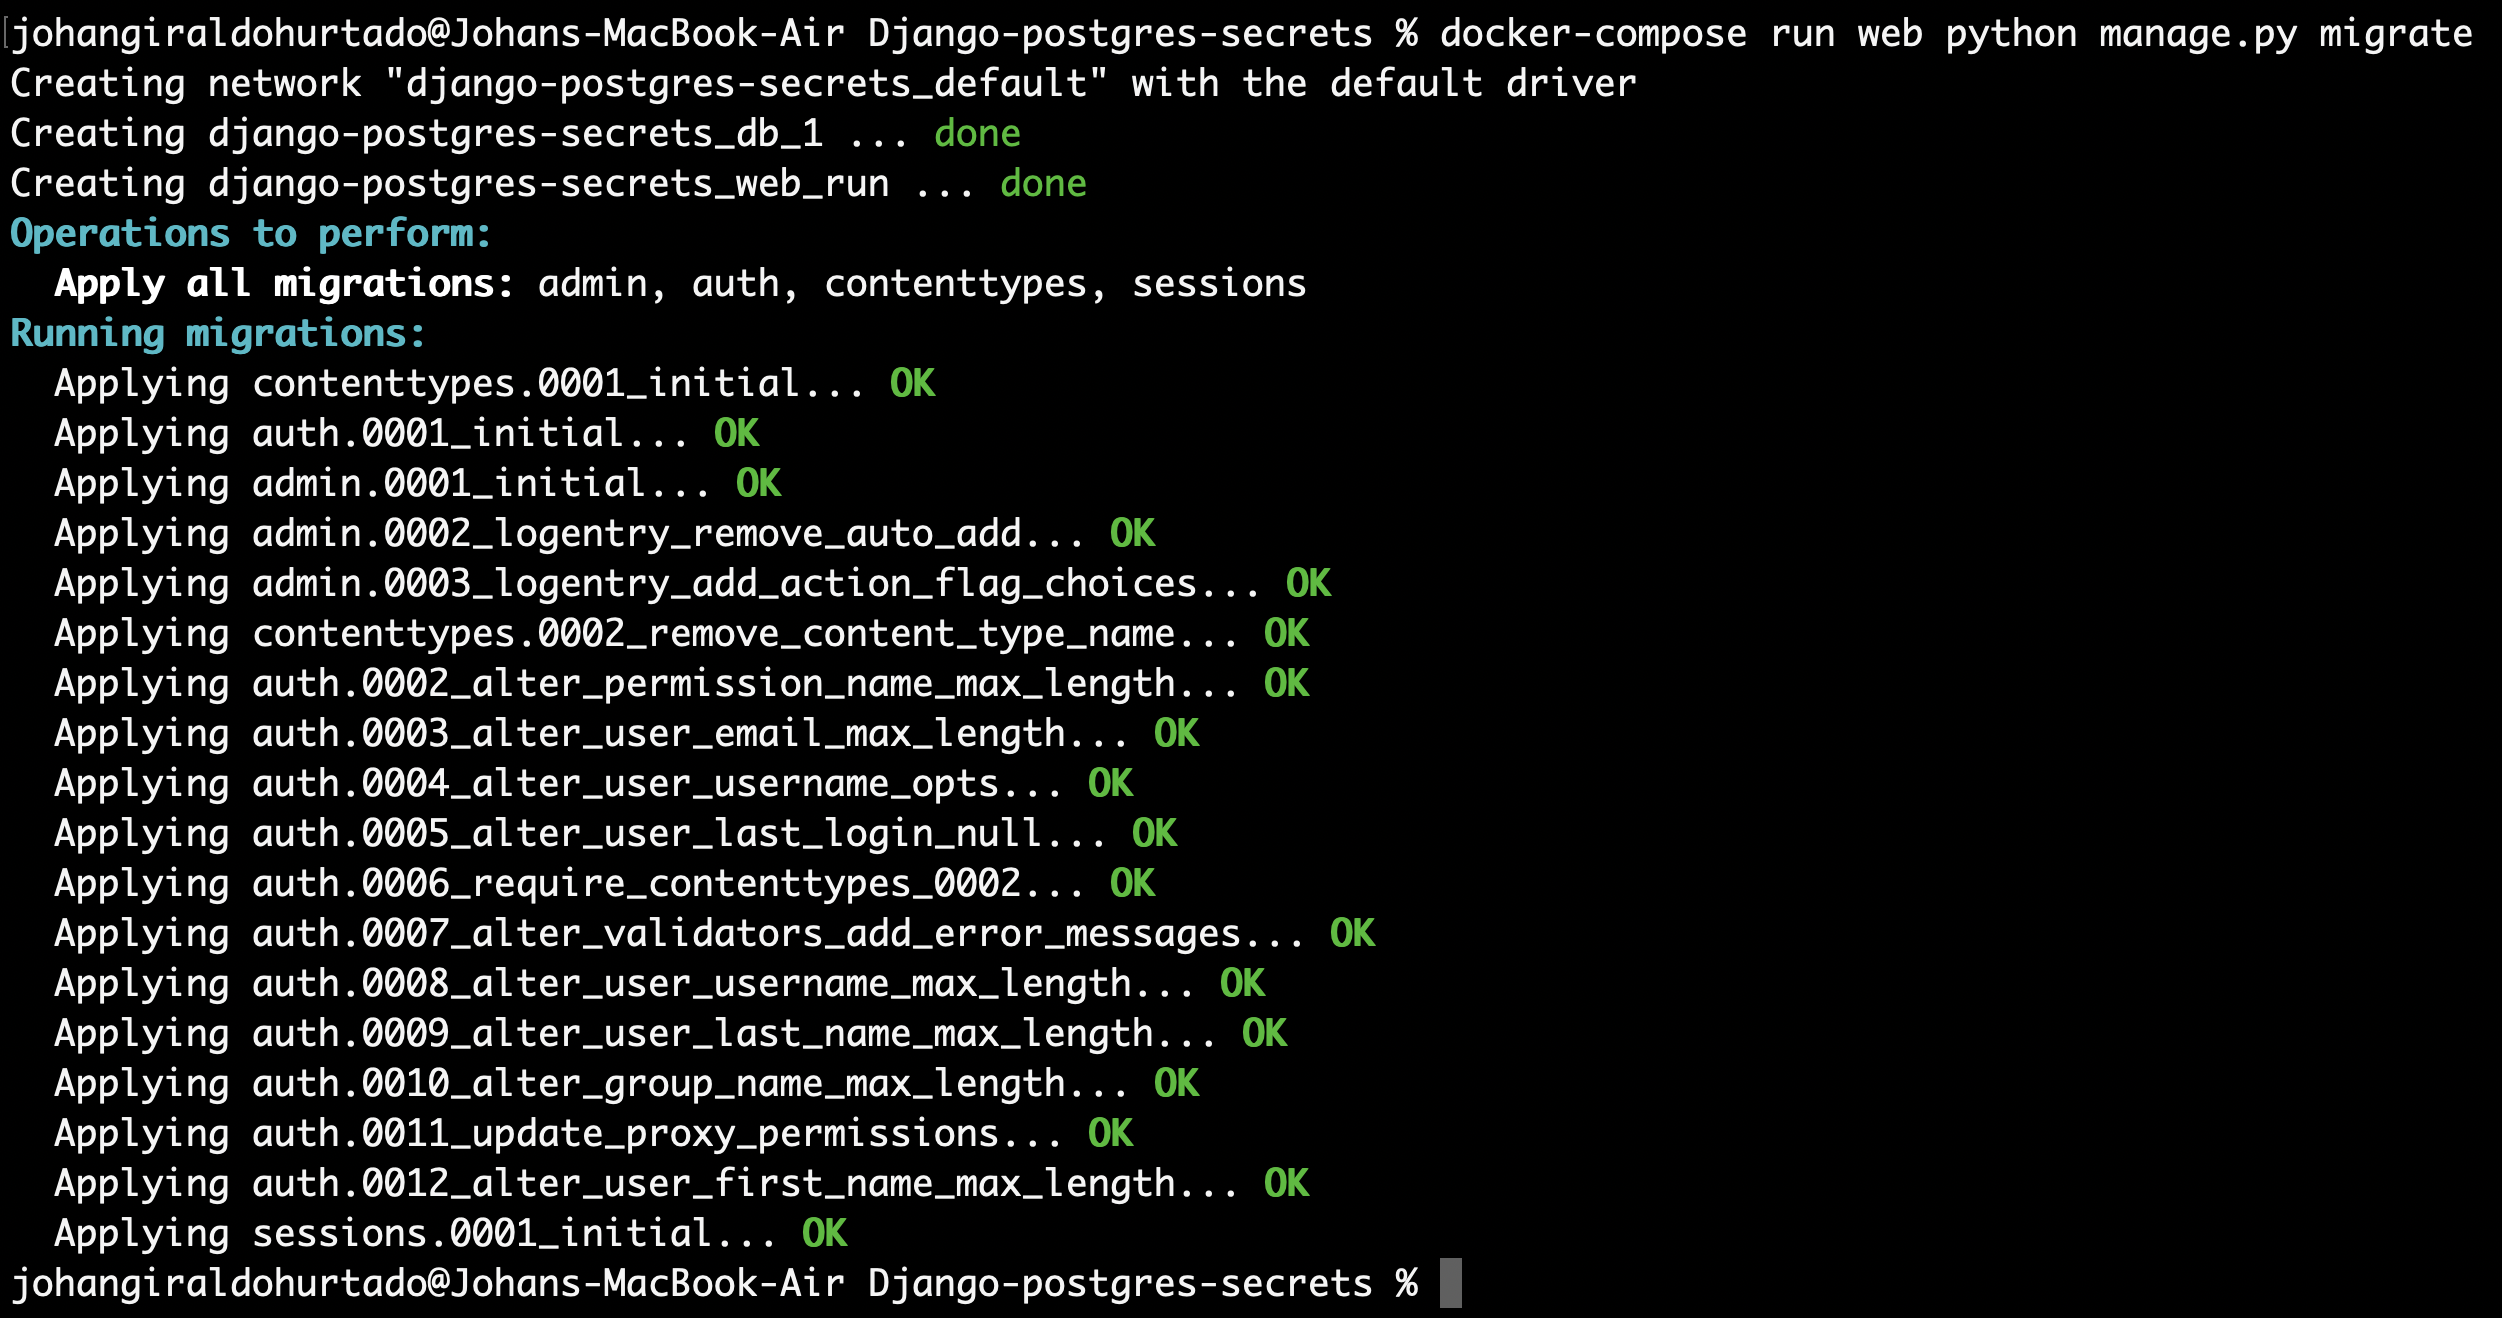 johangiraldohurtado@Johans-MacBook-Air Django-postgres-secrets % docker-compose run web python manage.py migrate
Creating network "django-postgres-secrets_default" with the default driver
Creating django-postgres-secrets_db_1 ... done
Creating django-postgres-secrets_web_run ... done
Operations to perform:
  Apply all migrations: admin, auth, contenttypes, sessions
Running migrations:
  Applying contenttypes.0001_initial... OK
  Applying auth.0001_initial... OK
  Applying admin.0001_initial... OK
  Applying admin.0002_logentry_remove_auto_add... OK
  Applying admin.0003_logentry_add_action_flag_choices... OK
  Applying contenttypes.0002_remove_content_type_name... OK
  Applying auth.0002_alter_permission_name_max_length... OK
  Applying auth.0003_alter_user_email_max_length... OK
  Applying auth.0004_alter_user_username_opts... OK
  Applying auth.0005_alter_user_last_login_null... OK
  Applying auth.0006_require_contenttypes_0002... OK
  Applying auth.0007_alter_validators_add_error_messages... OK
  Applying auth.0008_alter_user_username_max_length... OK
  Applying auth.0009_alter_user_last_name_max_length... OK
  Applying auth.0010_alter_group_name_max_length... OK
  Applying auth.0011_update_proxy_permissions... OK
  Applying auth.0012_alter_user_first_name_max_length... OK
  Applying sessions.0001_initial... OK
johangiraldohurtado@Johans-MacBook-Air Django-postgres-secrets %